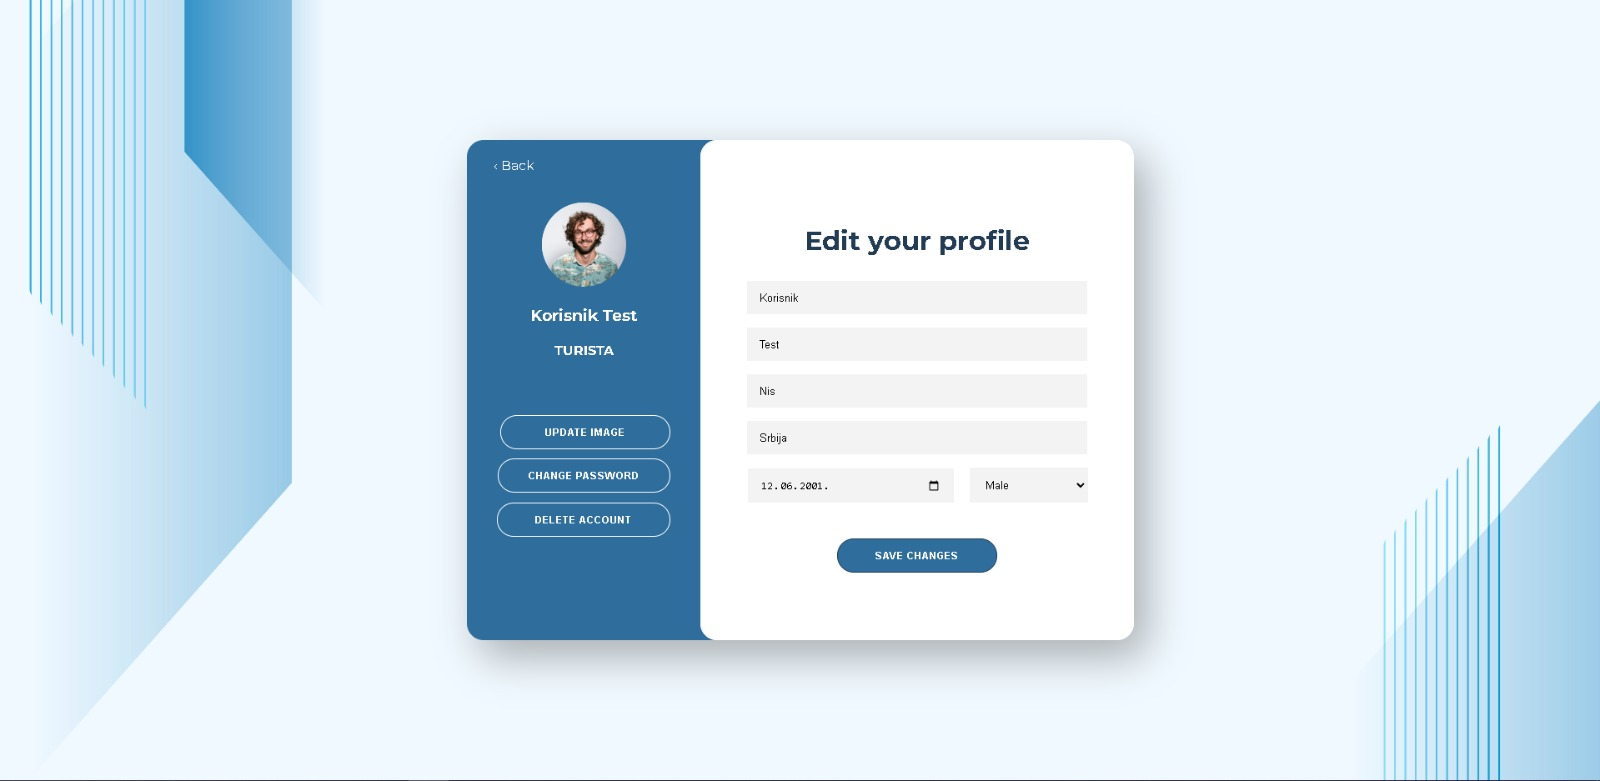 ‹ Back
Korisnik Test
TURISTA
UPDATE IMAGE
CHANGE PASSWORD
DELETE ACCOUNT
Edit your profile
Korisnik
Test
Nis
Srbija
12.06.2001.
Male
SAVE CHANGES